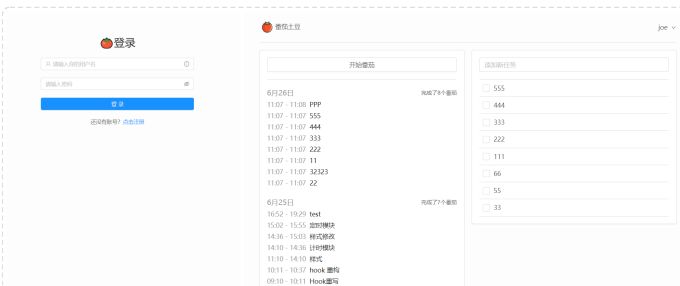 登录
请输入你的用户名
请输入密码
登 录
还没有账号？点击注册
番茄土豆
joe
开始番茄
6月26日 完成了8个番茄
11:07 - 11:08 PPP
11:07 - 11:07 555
11:07 - 11:07 444
11:07 - 11:07 333
11:07 - 11:07 222
11:07 - 11:07 11
11:07 - 11:07 32323
11:07 - 11:07 22
6月25日 完成了7个番茄
16:52 - 19:29 test
15:02 - 15:55 定时模块
14:36 - 15:03 样式修改
14:10 - 14:36 计时模块
11:10 - 14:10 样式
10:11 - 10:37 hook 重构
09:10 - 10:11 Hook重写
添加新任务
555
444
333
222
111
66
55
33